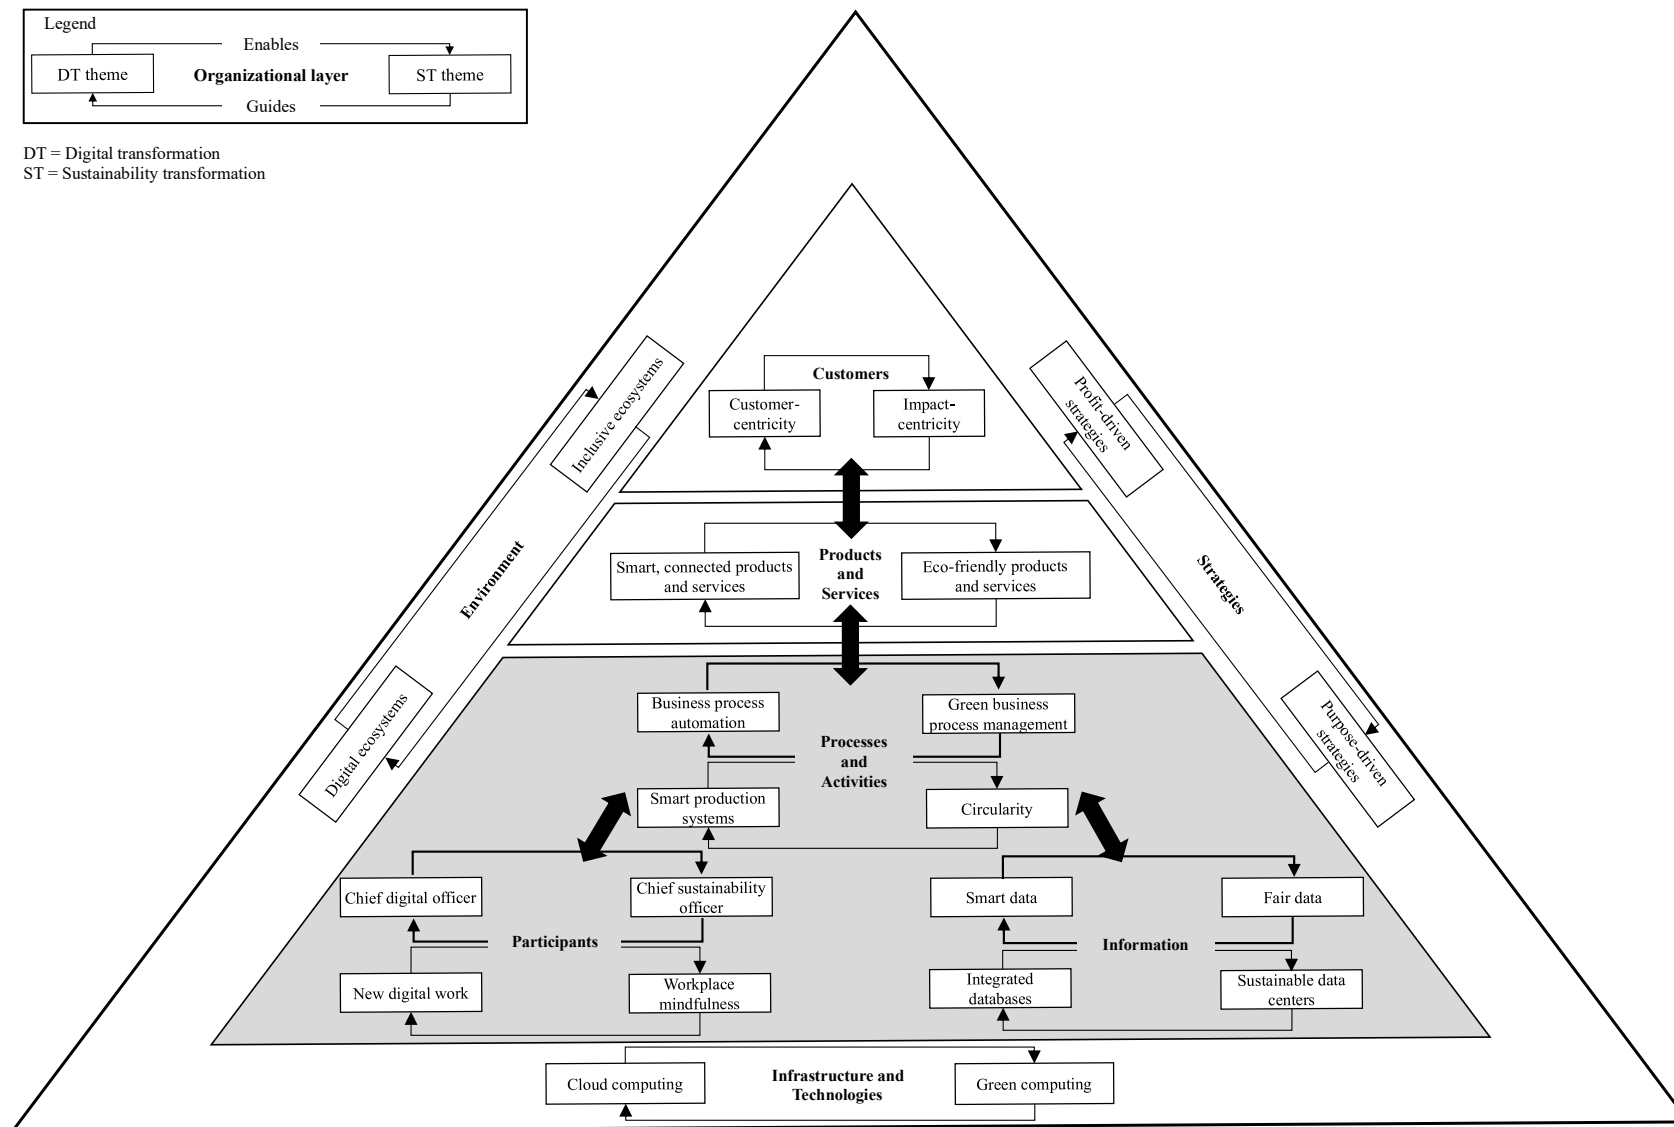 Legend
Enables
DT theme
Organizational layer
ST theme
Guides
DT = Digital transformation
ST = Sustainability transformation
Customers
Customer-
centricity
Impact-
centricity
Inclusive ecosystems
Environment
Digital ecosystems
Profit-driven
strategies
Strategies
Purpose-driven
strategies
Smart, connected products
and services
Products
and
Services
Eco-friendly products
and services
Business process
automation
Green business
process management
Processes
and
Activities
Smart production
systems
Circularity
Chief digital officer
Chief sustainability
officer
Participants
New digital work
Workplace
mindfulness
Smart data
Fair data
Information
Integrated
databases
Sustainable data
centers
Cloud computing
Infrastructure and
Technologies
Green computing